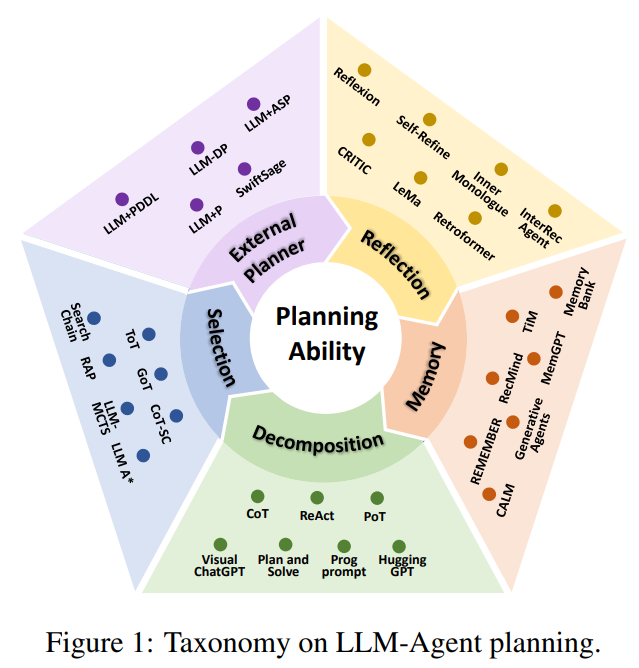 Planning
Ability
External
Planner
LLM+ASP
LLM-DP
SwiftSage
LLM+PDDL
LLM+P
Reflection
Reflexion
Self-Refine
CRITIC
Inner
Monologue
LeMa
InterRec
Agent
Retroformer
Memory
Memory
Bank
TiM
MemGPT
RecMind
Generative
Agents
REMEMBER
CALM
Decomposition
CoT
ReAct
PoT
Visual
ChatGPT
Plan and
Solve
Prog
prompt
Hugging
GPT
Selection
Search
Chain
ToT
RAP
GoT
LLM-
MCTS
CoT-SC
LLM A*
Figure 1: Taxonomy on LLM-Agent planning.